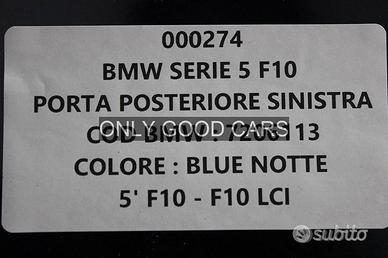 000274
BMW SERIE 5 F10
PORTA POSTERIORE SINISTRA
ONLY GOOD CARS
COD BMW :
COLORE : BLUE NOTTE
5' F10 - F10 LCI
subito